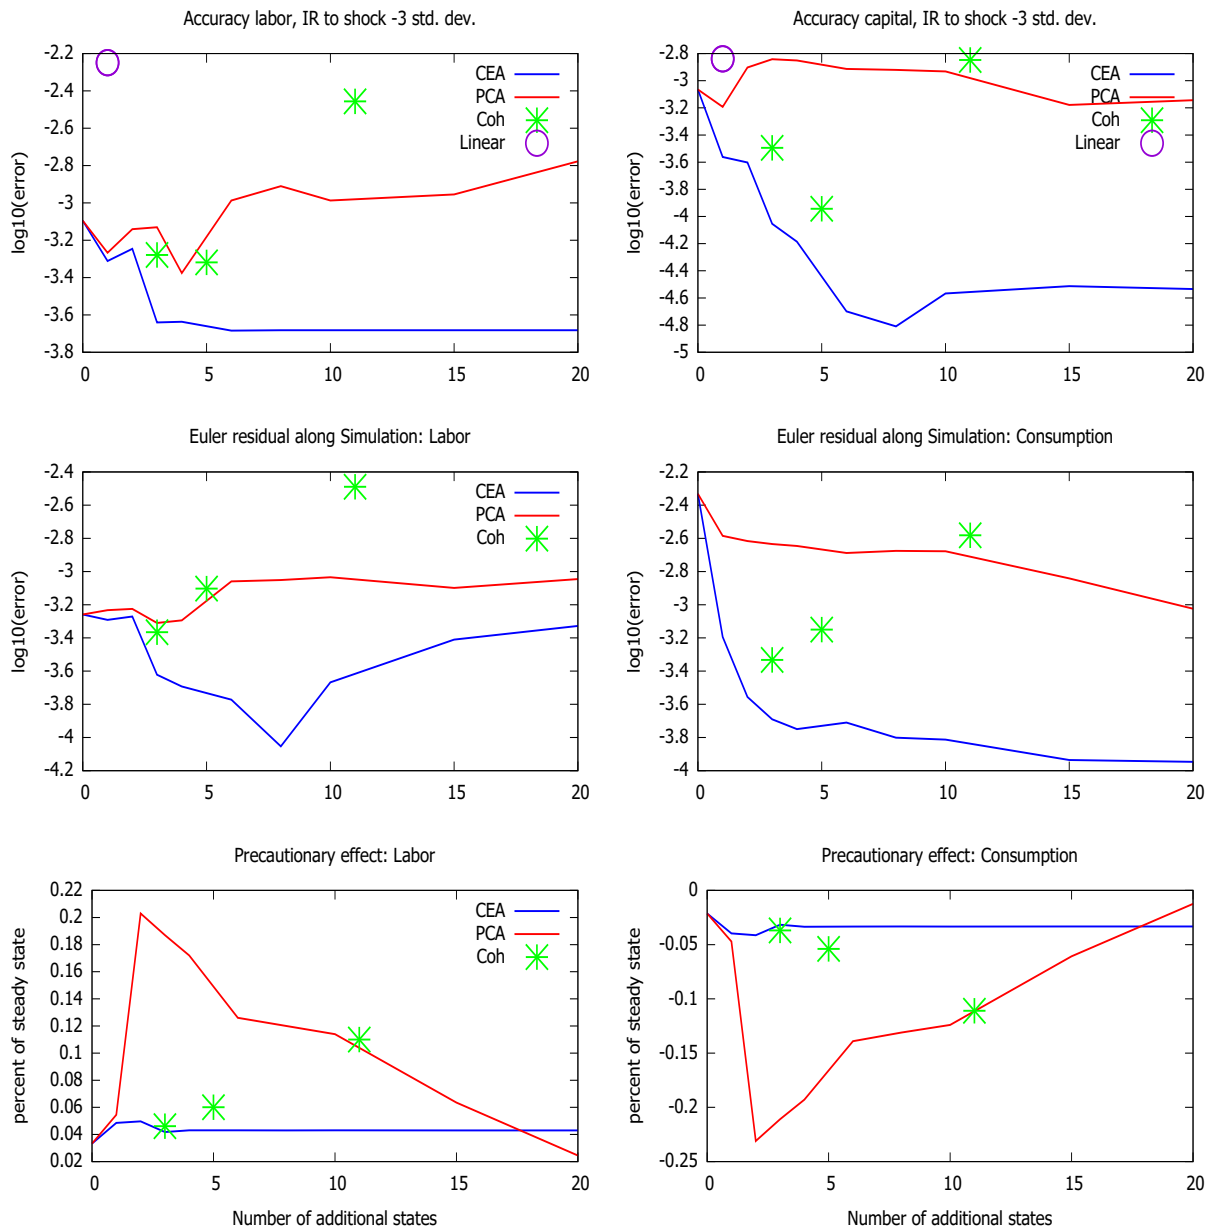 Accuracy labor, IR to shock -3 std. dev.
-2.2
-2.4
-2.6
-2.8
-3
-3.2
-3.4
-3.6
-3.8
log10(error)
CEA
PCA
Coh
Linear
0 5 10 15 20
Accuracy capital, IR to shock -3 std. dev.
-2.8
-3
-3.2
-3.4
-3.6
-3.8
-4
-4.2
-4.4
-4.6
-4.8
-5
log10(error)
CEA
PCA
Coh
Linear
0 5 10 15 20
Euler residual along Simulation: Labor
-2.4
-2.6
-2.8
-3
-3.2
-3.4
-3.6
-3.8
-4
-4.2
log10(error)
CEA
PCA
Coh
0 5 10 15 20
Euler residual along Simulation: Consumption
-2.2
-2.4
-2.6
-2.8
-3
-3.2
-3.4
-3.6
-3.8
-4
log10(error)
0 5 10 15 20
Precautionary effect: Labor
0.22
0.2
0.18
0.16
0.14
0.12
0.1
0.08
0.06
0.04
0.02
percent of steady state
CEA
PCA
Coh
0 5 10 15 20
Number of additional states
Precautionary effect: Consumption
0
-0.05
-0.1
-0.15
-0.2
-0.25
percent of steady state
0 5 10 15 20
Number of additional states